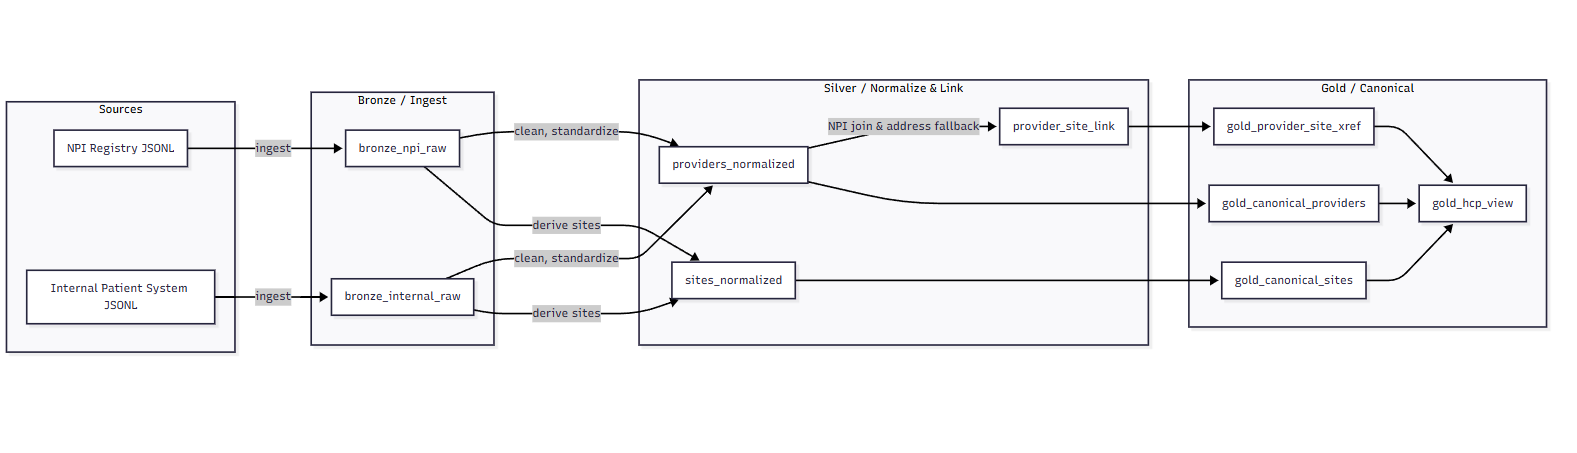 Sources
NPI Registry JSONL
Internal Patient System
JSONL
ingest
ingest
Bronze / Ingest
bronze_npi_raw
bronze_internal_raw
clean, standardize
derive sites
clean, standardize
derive sites
Silver / Normalize & Link
providers_normalized
NPI join & address fallback
provider_site_link
sites_normalized
Gold / Canonical
gold_provider_site_xref
gold_canonical_providers
gold_hcp_view
gold_canonical_sites